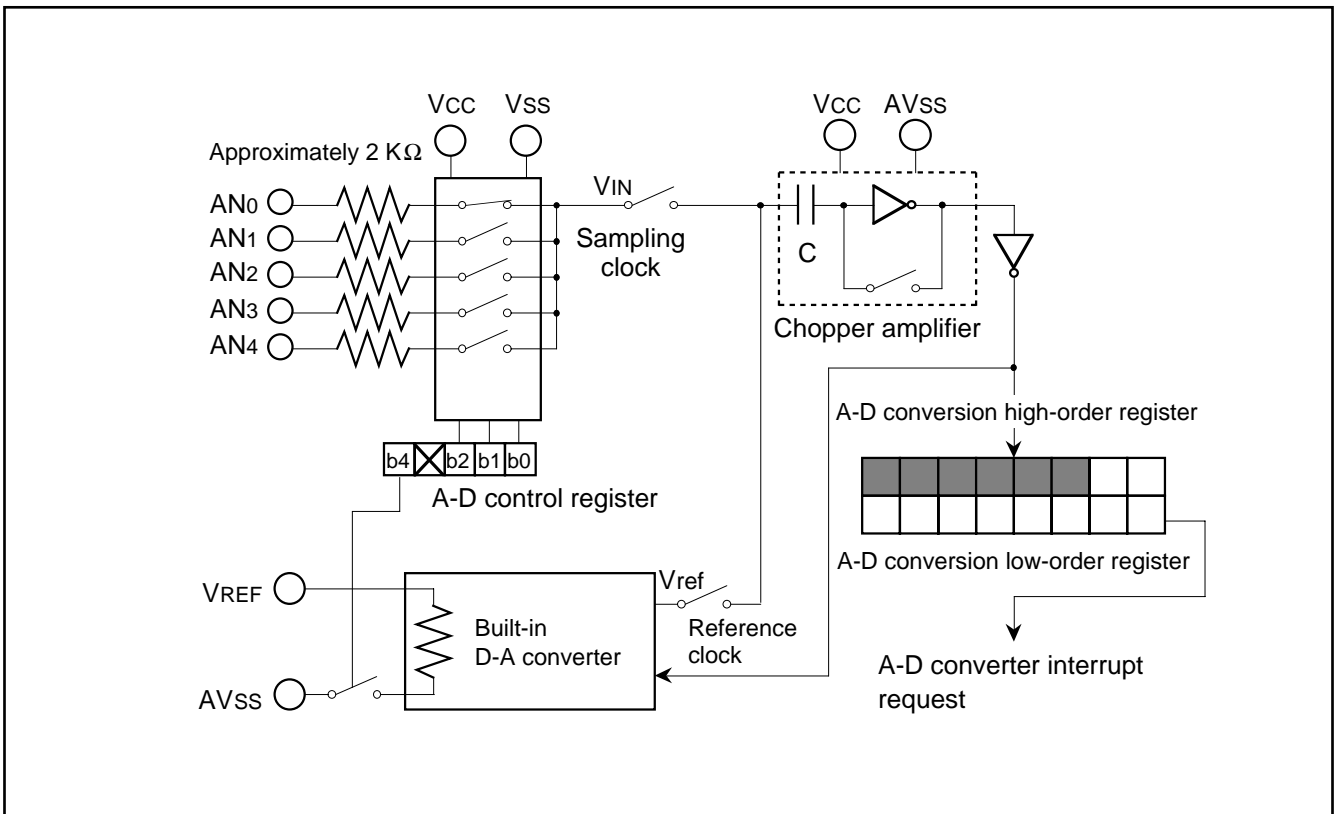 VCC VSS
VCC AVSS
Approximately 2 KΩ
AN0
AN1
AN2
AN3
AN4
VIN
Sampling
clock
C
Chopper amplifier
b4 b2 b1 b0
A-D control register
A-D conversion high-order register
A-D conversion low-order register
VREF
AVSS
Built-in
D-A converter
Vref
Reference
clock
A-D converter interrupt
request